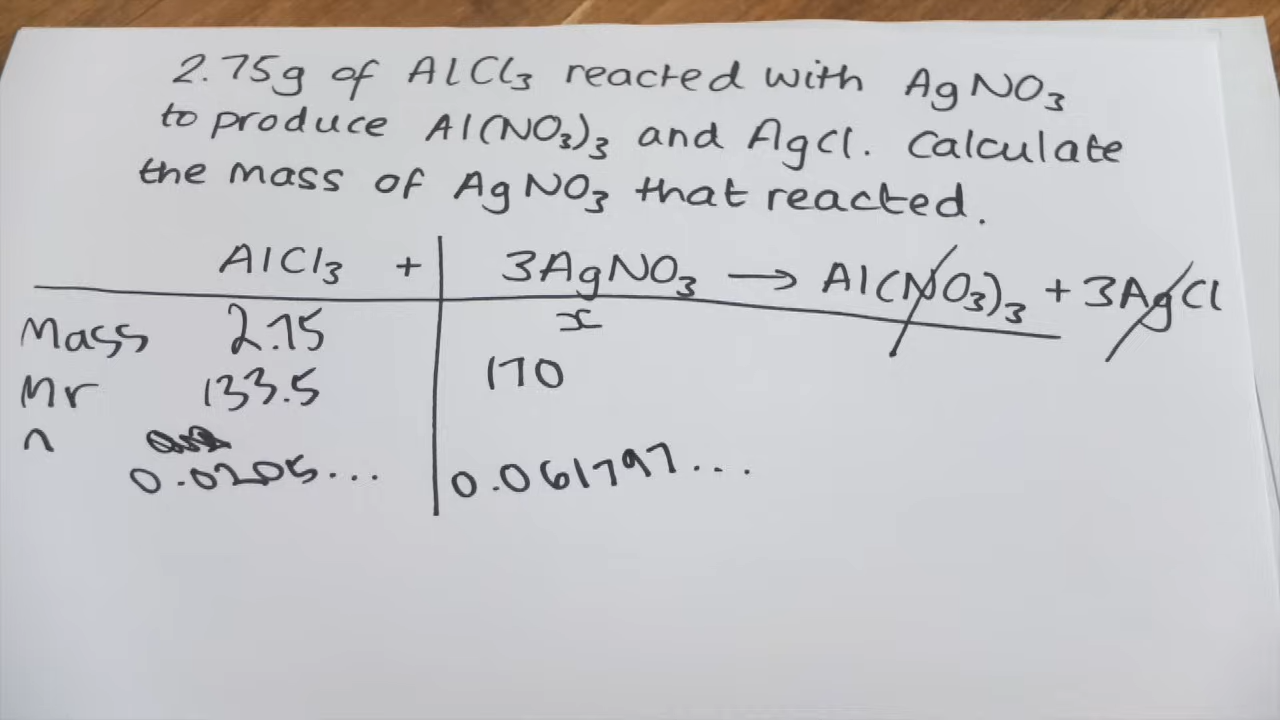 2.75g of AlCl₃ reacted with AgNO₃
to produce Al(NO₃)₃ and AgCl. Calculate
the mass of AgNO₃ that reacted.
AlCl₃ + 3AgNO₃ → Al(NO₃)₃ + 3AgCl
Mass 2.75 x
Mr 133.5 170
n
0.0205... 0.061797...